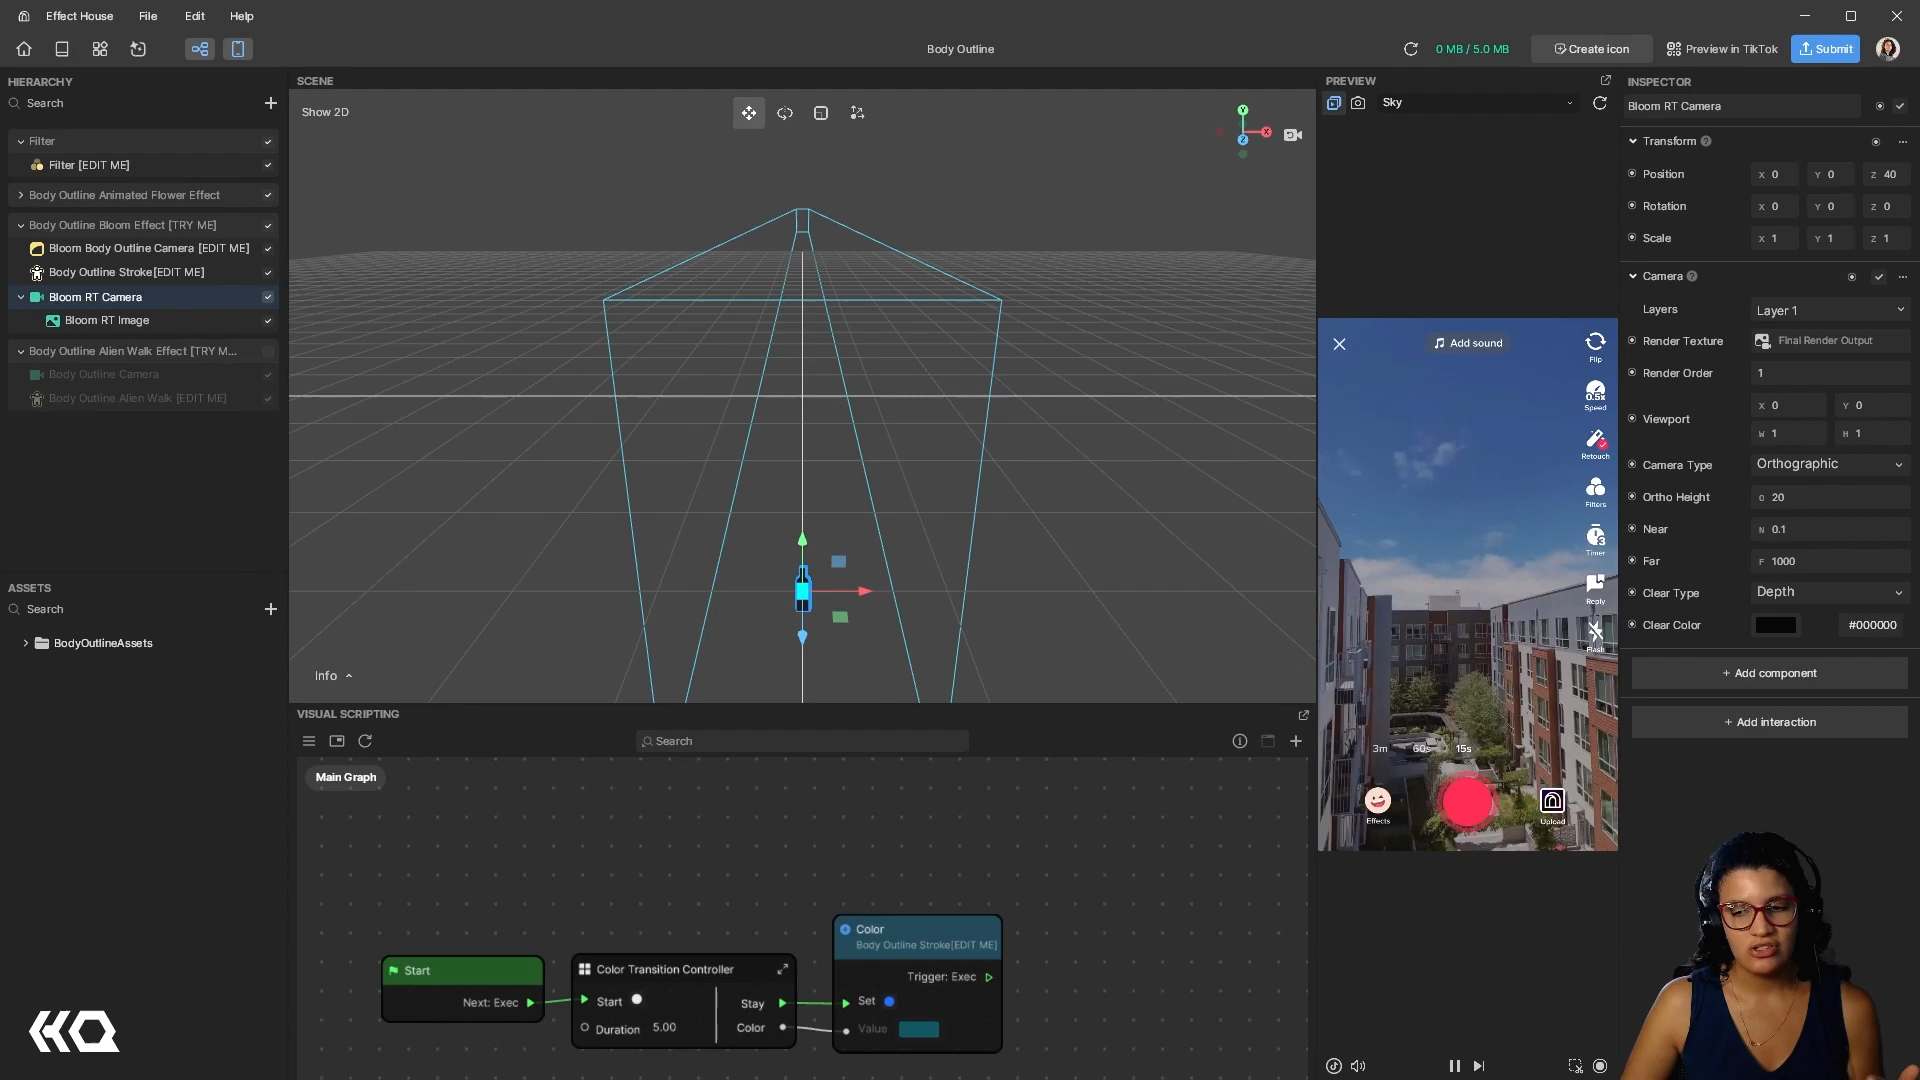 Effect House File Edit Help
Body Outline
0 MB / 5.0 MB
Create icon
Preview in TikTok
Submit
HIERARCHY
Search
Filter
Filter [EDIT ME]
Body Outline Animated Flower Effect
Body Outline Bloom Effect [TRY ME]
Bloom Body Outline Camera [EDIT ME]
Body Outline Stroke[EDIT ME]
Bloom RT Camera
Bloom RT Image
Body Outline Alien Walk Effect [TRY M...
Body Outline Camera
Body Outline Alien Walk [EDIT ME]
ASSETS
Search
BodyOutlineAssets
HQ
SCENE
Show 2D
Y
X
Z
Info
VISUAL SCRIPTING
Search
Main Graph
Start
Next: Exec
Color Transition Controller
Start
Stay
Duration 5.00
Color
Color
Body Outline Stroke[EDIT ME]
Trigger: Exec
Set
Value
PREVIEW
Sky
Add sound
Flip
0.5x
Speed
Retouch
Filters
3
Timer
Reply
Flash
3m 60s 15s
Effects
Upload
INSPECTOR
Bloom RT Camera
Transform
Position X 0 Y 0 Z 40
Rotation X 0 Y 0 Z 0
Scale X 1 Y 1 Z 1
Camera
Layers Layer 1
Render Texture Final Render Output
Render Order 1
Viewport X 0 Y 0
W 1 H 1
Camera Type Orthographic
Ortho Height O 20
Near N 0.1
Far F 1000
Clear Type Depth
Clear Color #000000
+ Add component
+ Add interaction